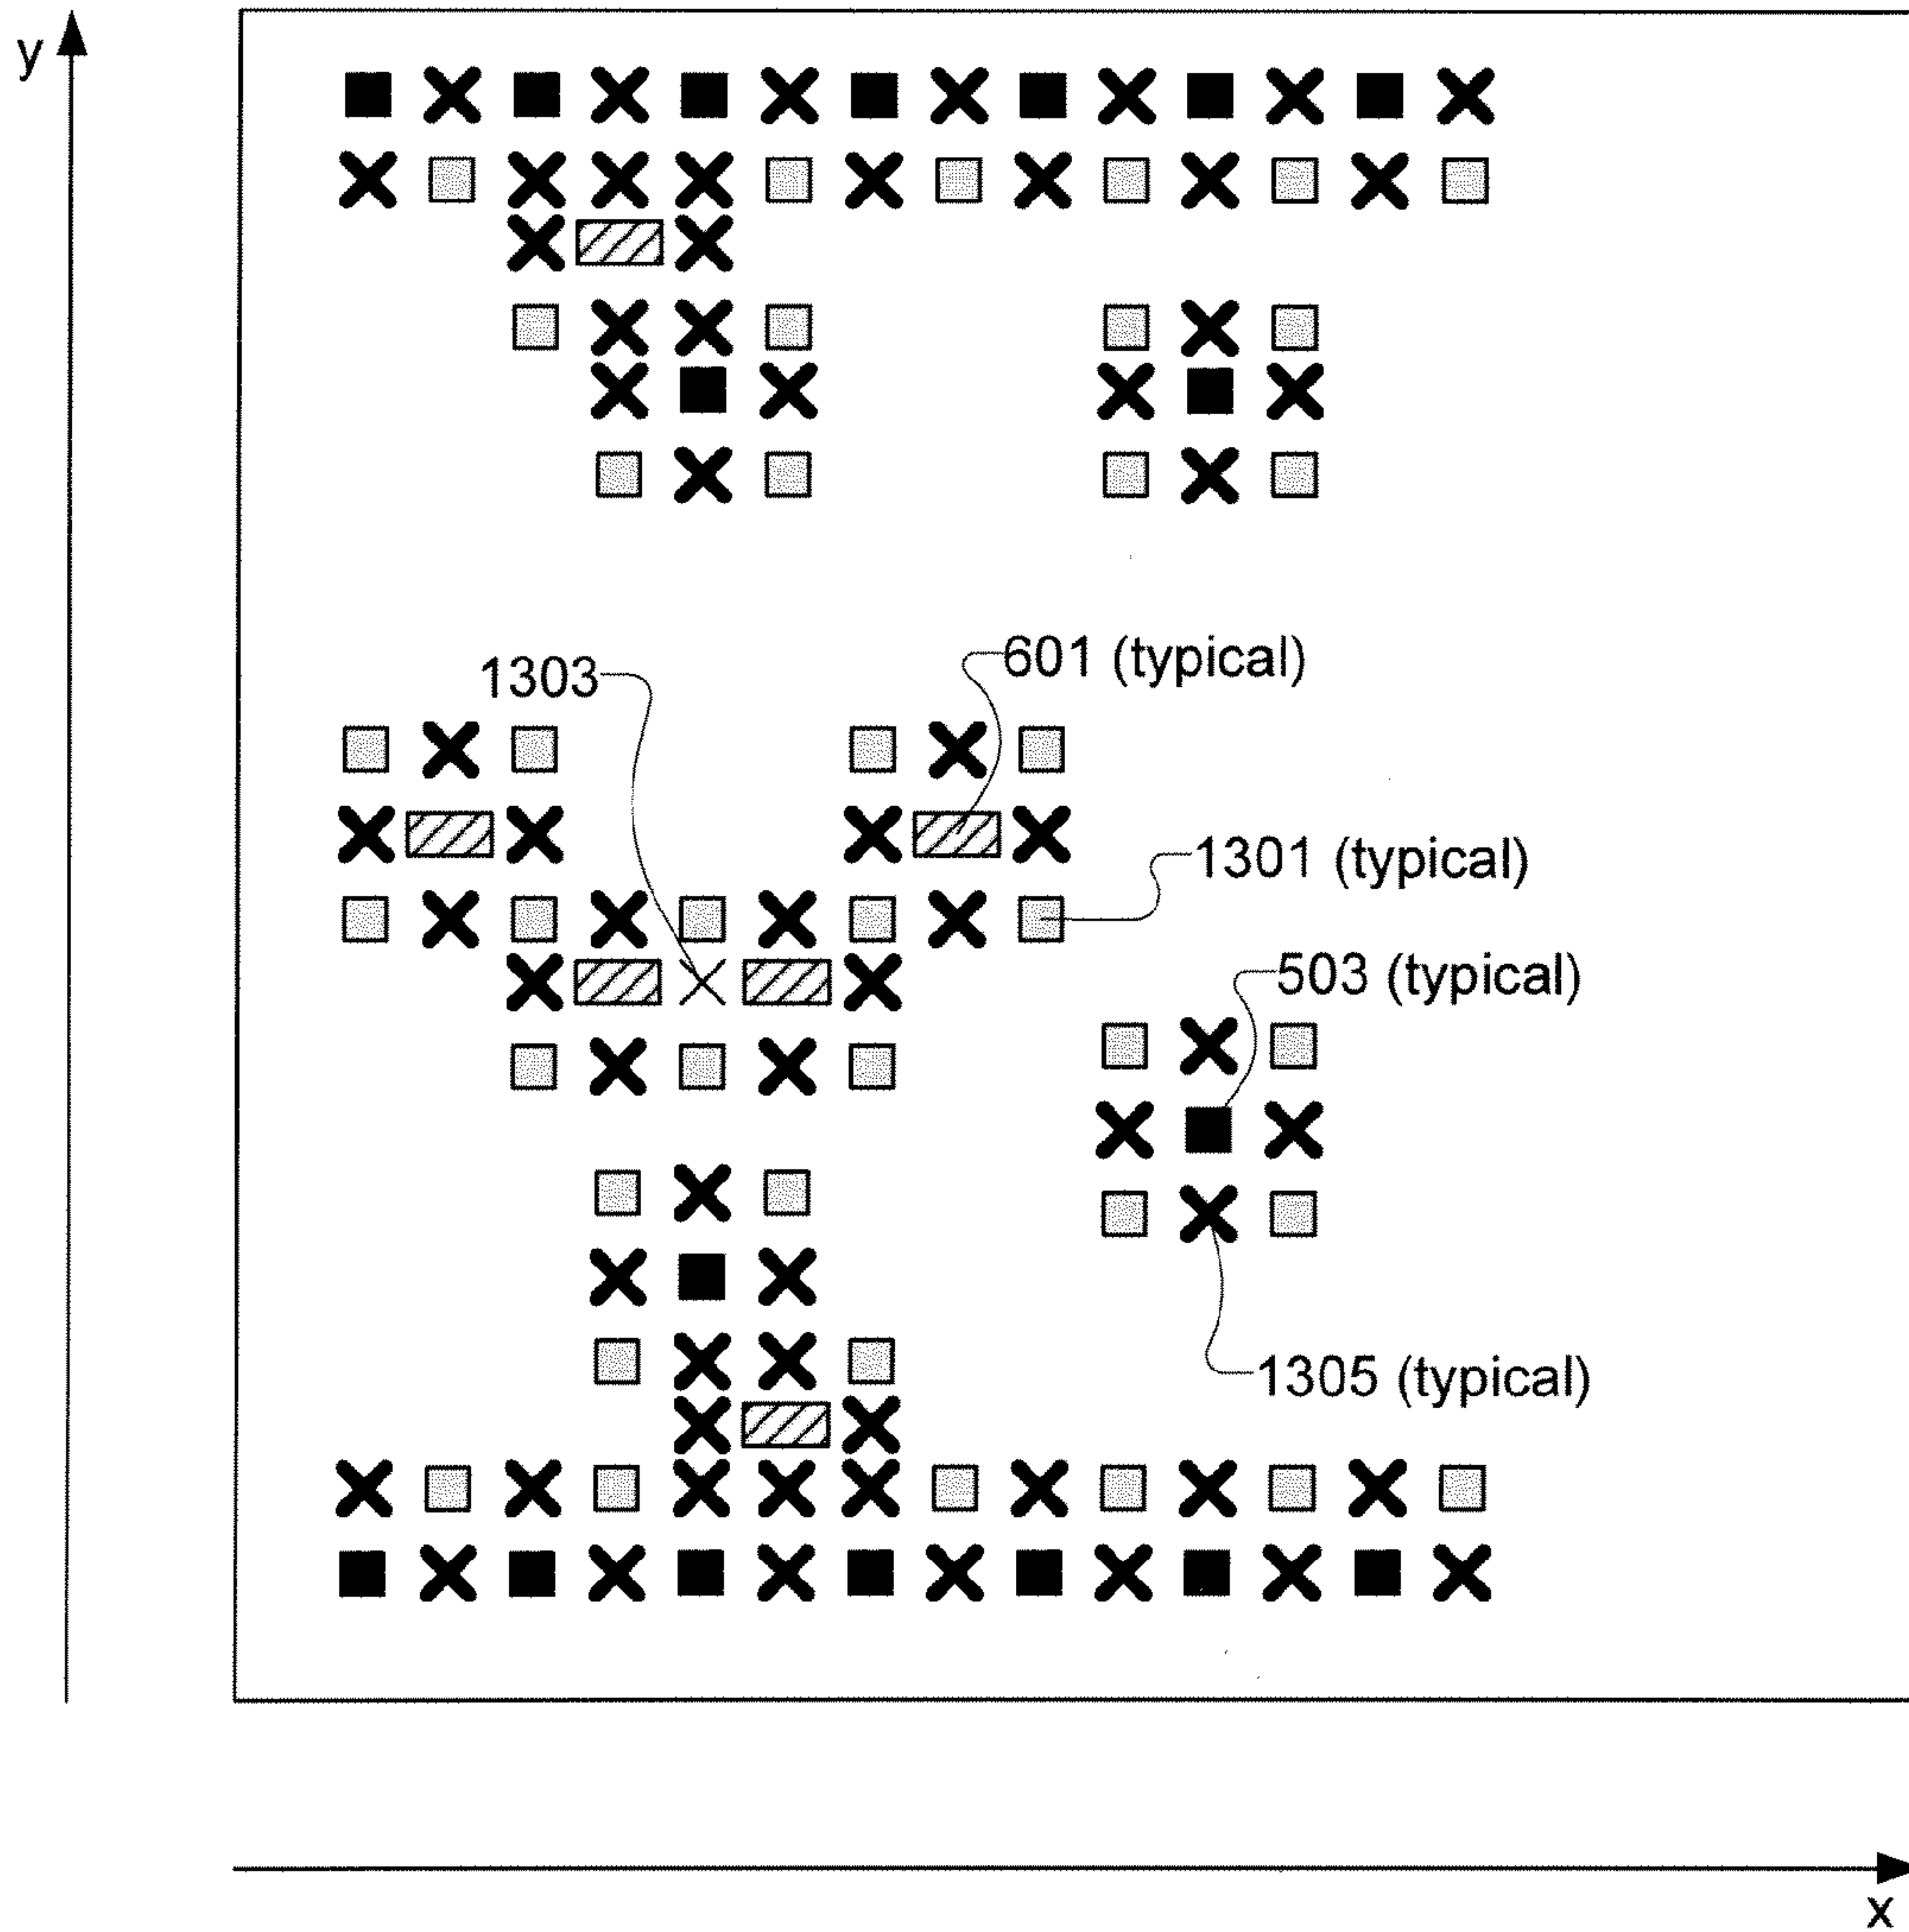 y
601 (typical)
1303
1301 (typical)
503 (typical)
1305 (typical)
x